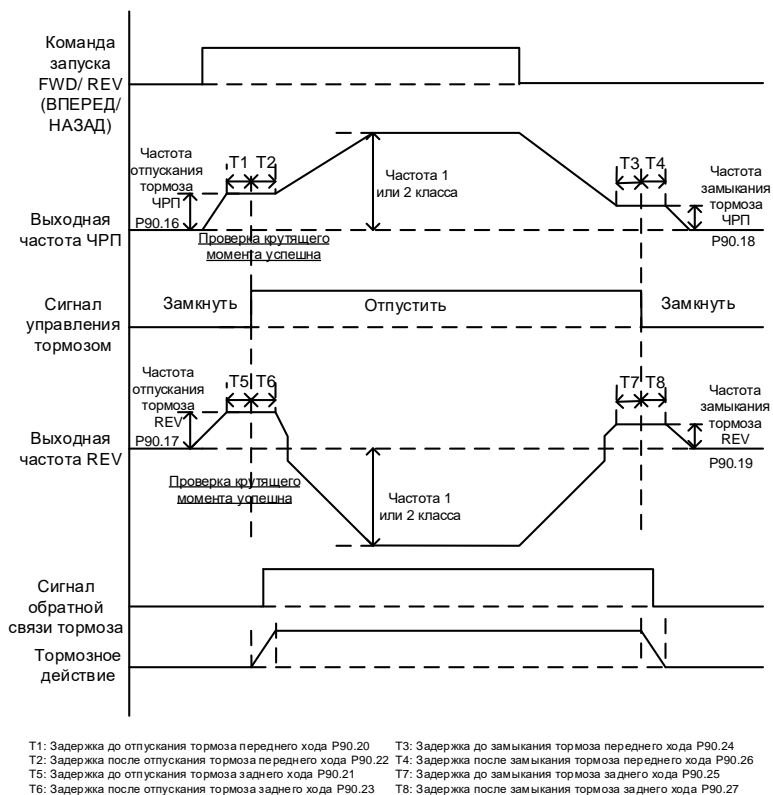 Команда
запуска
FWD/ REV
(ВПЕРЕД/
НАЗАД)
Частота
отпускания
тормоза
ЧРП
P90.16
T1
T2
Частота 1
или 2 класса
T3
T4
Частота
замыкания
тормоза
ЧРП
P90.18
Выходная
частота ЧРП
Проверка крутящего
момента успешна
Сигнал
управления
тормозом
Замкнуть
Отпустить
Замкнуть
Частота
отпускания
тормоза
REV
P90.17
T5
T6
T7
T8
Частота
замыкания
тормоза
REV
P90.19
Выходная
частота REV
Проверка крутящего
момента успешна
Частота 1
или 2 класса
Сигнал
обратной
связи тормоза
Тормозное
действие
T1: Задержка до отпускания тормоза переднего хода P90.20
T2: Задержка после отпускания тормоза переднего хода P90.22
T5: Задержка до отпускания тормоза заднего хода P90.21
T6: Задержка после отпускания тормоза заднего хода P90.23
T3: Задержка до замыкания тормоза переднего хода P90.24
T4: Задержка после замыкания тормоза переднего хода P90.26
T7: Задержка до замыкания тормоза заднего хода P90.25
T8: Задержка после замыкания тормоза заднего хода P90.27